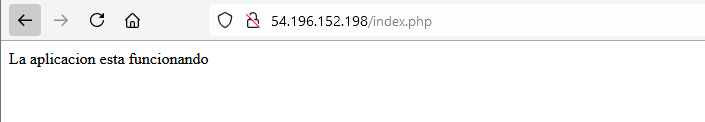 54.196.152.198/index.php
La aplicacion esta funcionando